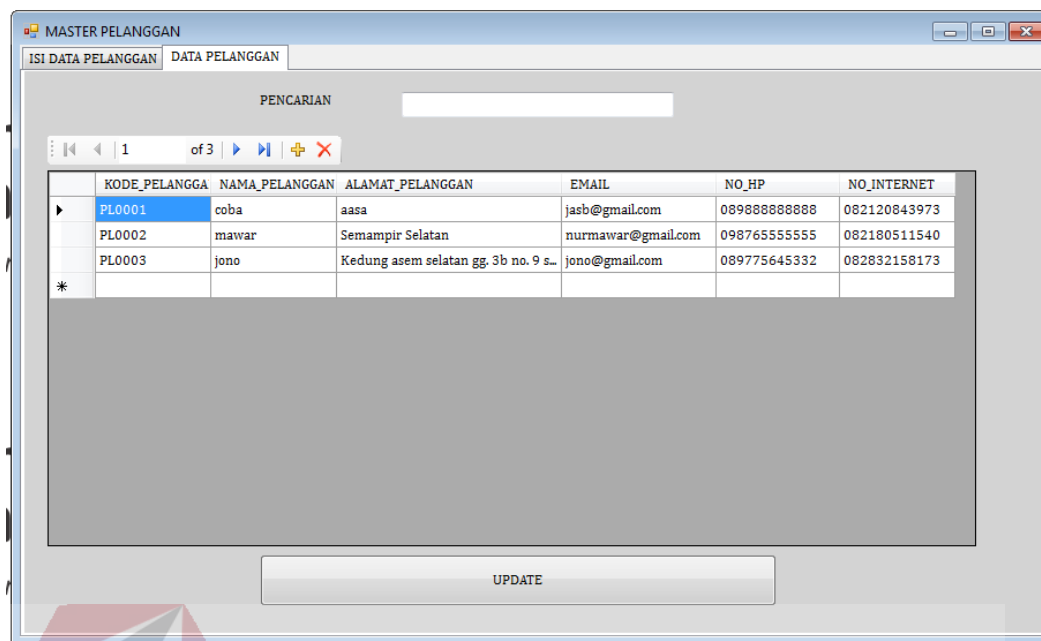 MASTER PELANGGAN
ISI DATA PELANGGAN DATA PELANGGAN
PENCARIAN
1 of 3
KODE_PELANGGA NAMA_PELANGGAN ALAMAT_PELANGGAN EMAIL NO_HP NO_INTERNET
PL0001 coba aasa jasb@gmail.com 089888888888 082120843973
PL0002 mawar Semampir Selatan nurmawar@gmail.com 098765555555 082180511540
PL0003 jono Kedung asem selatan gg. 3b no. 9 s... jono@gmail.com 089775645332 082832158173
UPDATE